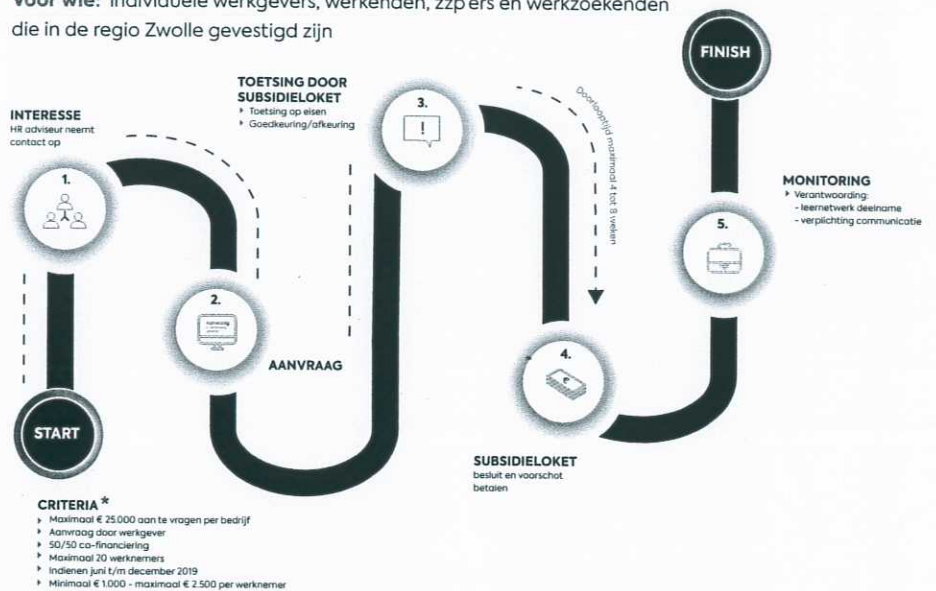 Voor wie: Individuele werkgevers, werkenden, zzp'ers en werkzoekenden
die in de regio Zwolle gevestigd zijn
START
CRITERIA*
Maximaal € 25.000 aan te vragen per bedrijf
Aanvraag door werkgever
50/50 co-financiering
Maximaal 20 werknemers
Indienen juni t/m december 2019
Minimaal € 1.000 - maximaal € 2.500 per werknemer
INTERESSE
HR adviseur neemt
contact op
1.
2.
AANVRAAG
TOETSING DOOR
SUBSIDIELOKET
Toetsing op eisen
Goedkeuring/afkeuring
3.
!
Doorlooptijd maximaal 4 tot 8 weken
4.
€
SUBSIDIELOKET
besluit en voorschot
betalen
5.
MONITORING
Verantwoording:
- leernetwerk deelname
- verplichting communicatie
FINISH